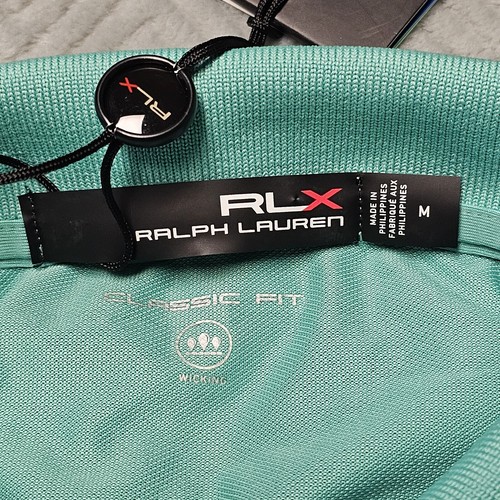 RLX
RLX
RALPH LAUREN
MADE IN
PHILIPPINES
FABRIQUÉ AUX
PHILIPPINES
M
CLASSIC FIT
WICKING